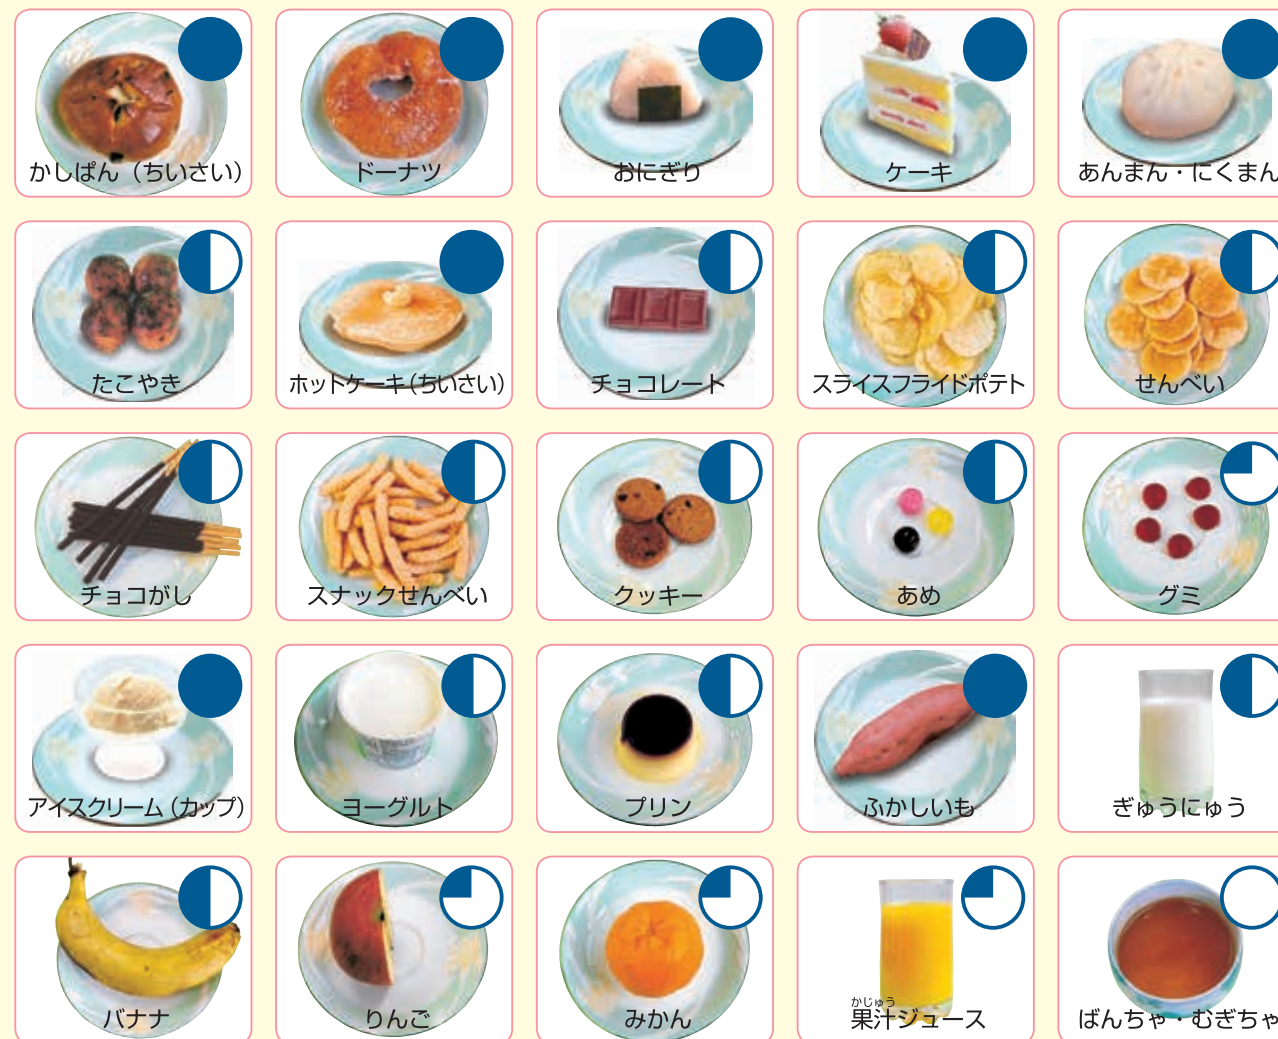 かしぱん（ちいさい）
ドーナツ
おにぎり
ケーキ
あんまん・にくまん
たこやき
ホットケーキ（ちいさい）
チョコレート
スライスフライドポテト
せんべい
チョコがし
スナックせんべい
クッキー
あめ
グミ
アイスクリーム（カップ）
ヨーグルト
プリン
ふかしいも
ぎゅうにゅう
バナナ
りんご
みかん
かじゅう
果汁ジュース
ばんちゃ・むぎちゃ